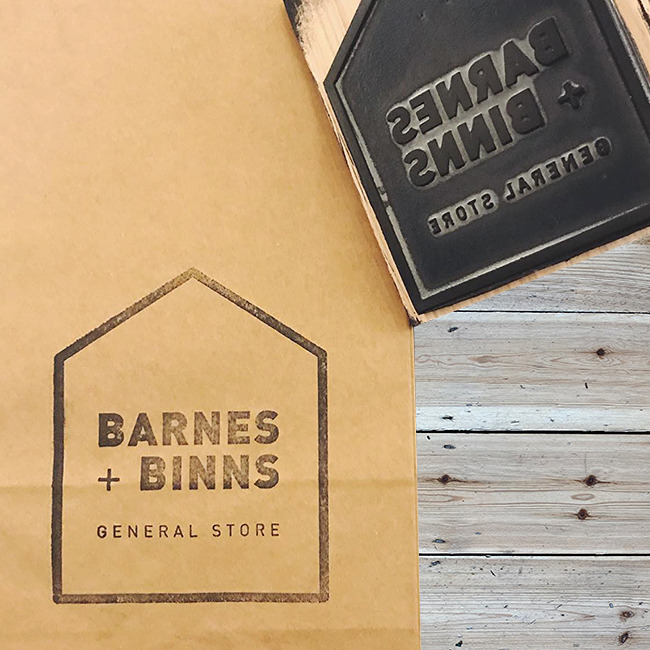 BARNES
+ BINNS
GENERAL STORE
BARNES
+ BINNS
GENERAL STORE